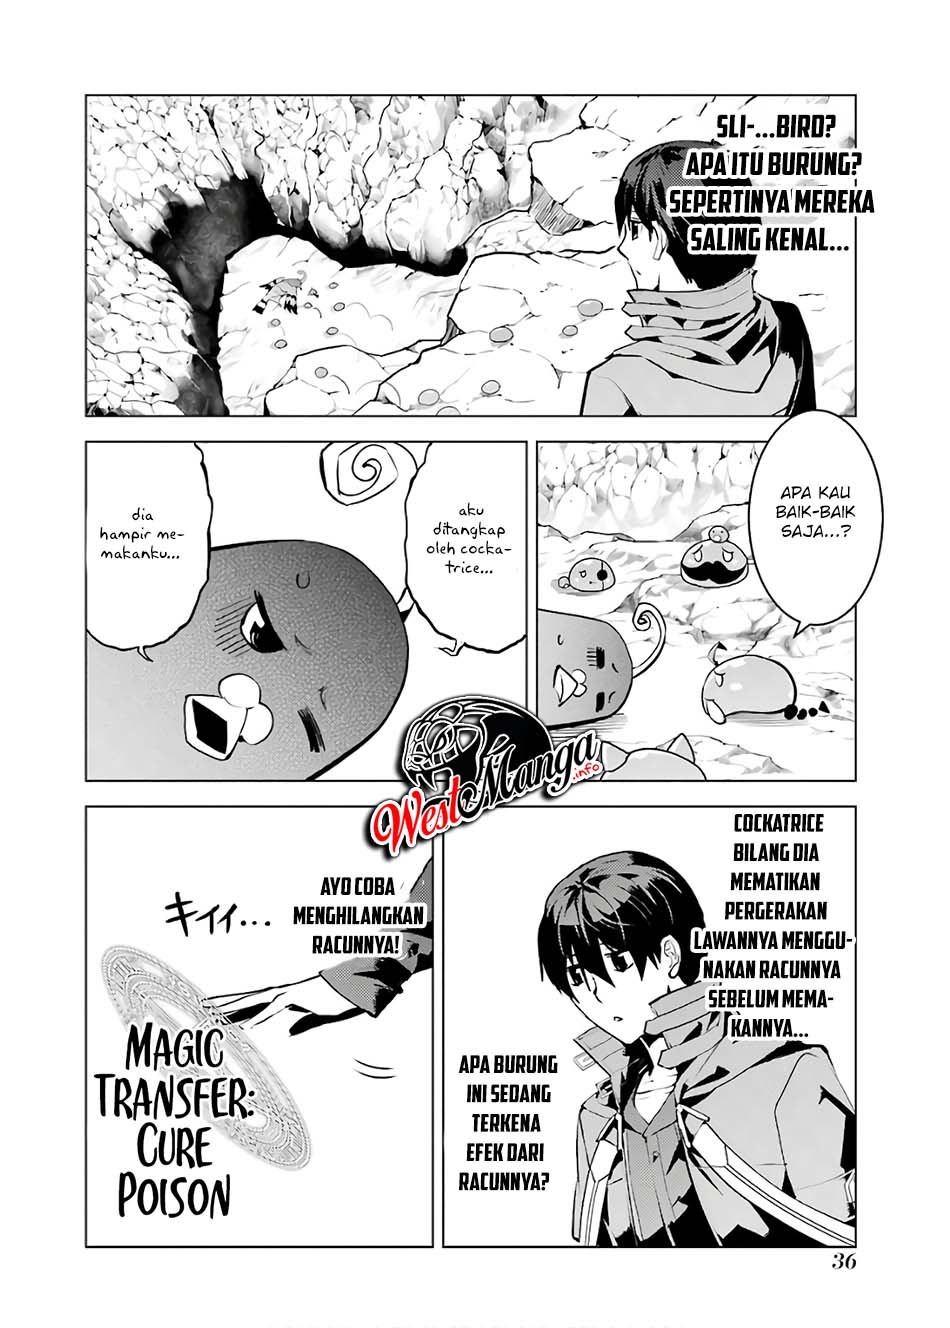 SLI-...BIRD?
APA ITU BURUNG?
SEPERTINYA MEREKA
SALING KENAL...
APA KAU
BAIK-BAIK
SAJA...?
aku
ditangkap
oleh cocka-
trice...
dia
hampir me-
makanku...
WestManga
.info
COCKATRICE
BILANG DIA
MEMATIKAN
PERGERAKAN
LAWANNYA MENGGU-
NAKAN RACUNNYA
SEBELUM MEMA-
KANNYA...
APA BURUNG
INI SEDANG
TERKENA
EFEK DARI
RACUNNYA?
AYO COBA
MENGHILANGKAN
RACUNNYA!
キィィ...
MAGIC
TRANSFER:
CURE
POISON
36